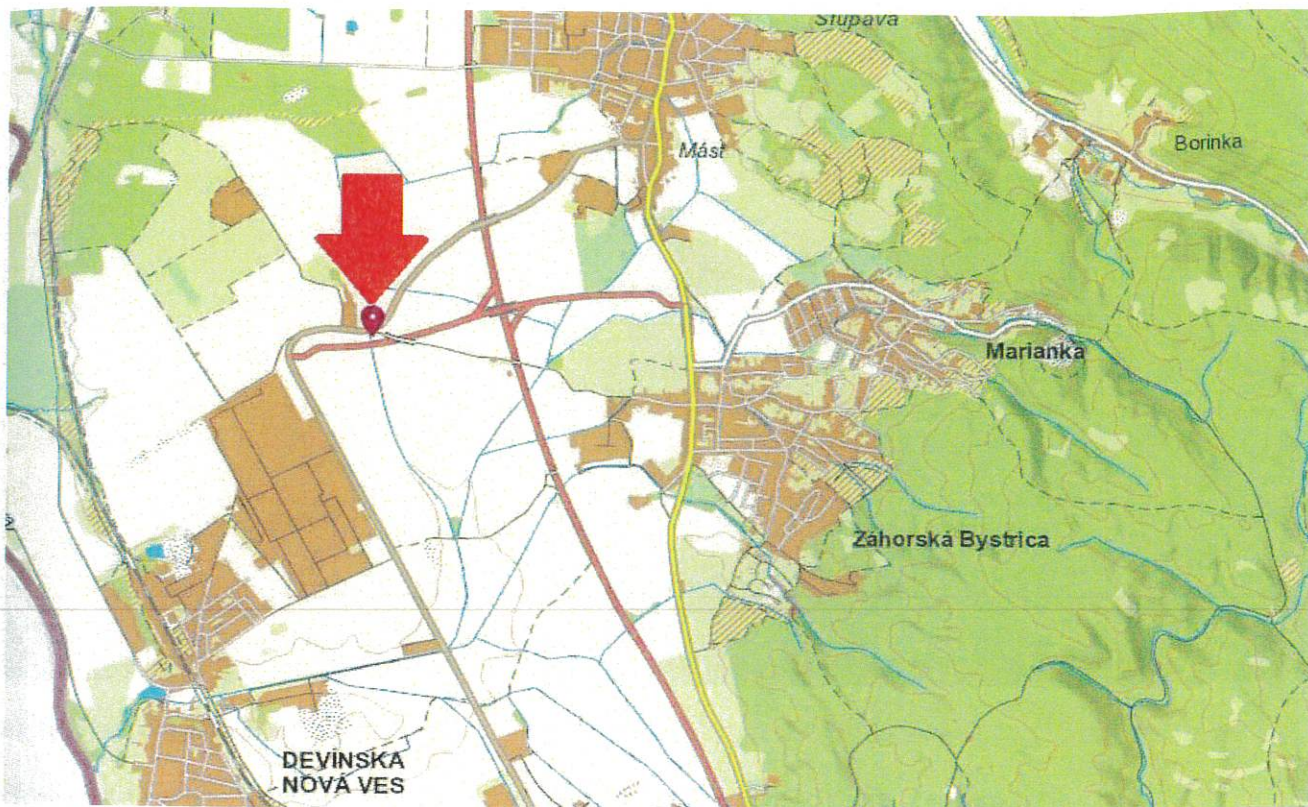 Stupava
Borinka
Mást
Marianka
Záhorská Bystrica
DEVÍNSKA
NOVÁ VES